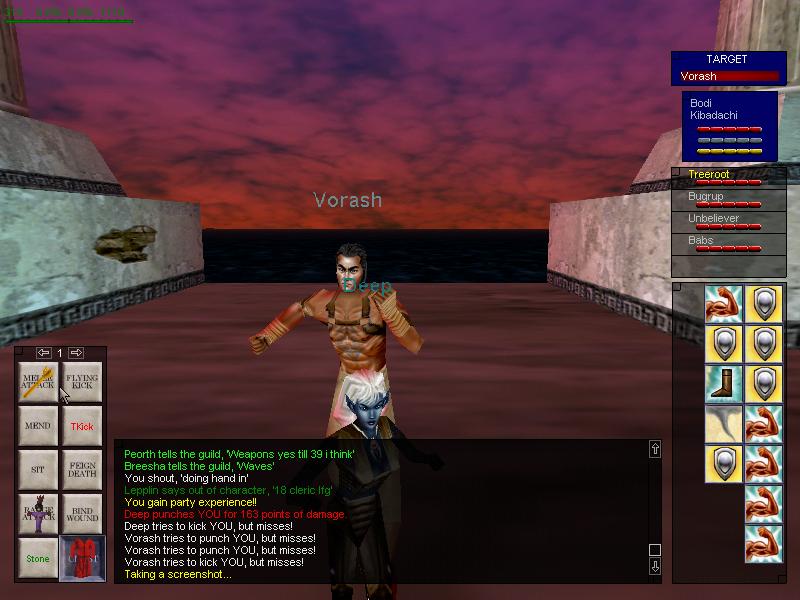 TARGET
Vorash
Bodi
Kibadachi
Treeroot
Bugrup
Unbeliever
Babs
Vorash
Deep
1
MELEE ATTACK
FLYING KICK
MEND
TKick
SIT
FEIGN DEATH
RANGE ATTACK
BIND WOUND
Stone
Peorth tells the guild, 'Weapons yes till 39 i think'
Breesha tells the guild, 'Waves'
You shout, 'doing hand in'
Lepplin says out of character, '18 cleric lfg'
You gain party experience!!
Deep punches YOU for 163 points of damage.
Deep tries to kick YOU, but misses!
Vorash tries to punch YOU, but misses!
Vorash tries to punch YOU, but misses!
Vorash tries to kick YOU, but misses!
Taking a screenshot...